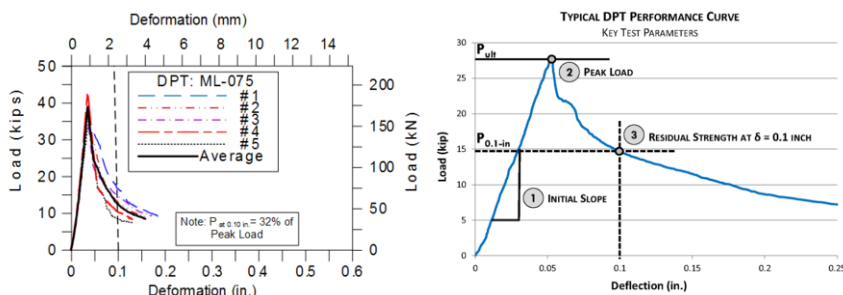 Deformation (mm)
0 2 4 6 8 10 12 14
50
40
30
20
10
0
Load (kips)
DPT: ML-075
#1
#2
#3
#4
#5
Average
Note: P at 0.10 in. = 32% of
Peak Load
200
150
100
50
0
Load (kN)
0 0.1 0.2 0.3 0.4 0.5 0.6
Deformation (in.)
TYPICAL DPT PERFORMANCE CURVE
KEY TEST PARAMETERS
30
25
20
15
10
5
0
Load (kip)
Pult
2 PEAK LOAD
P0.1-in
3 RESIDUAL STRENGTH AT δ = 0.1 INCH
1 INITIAL SLOPE
0 0.05 0.1 0.15 0.2 0.25
Deflection (in.)